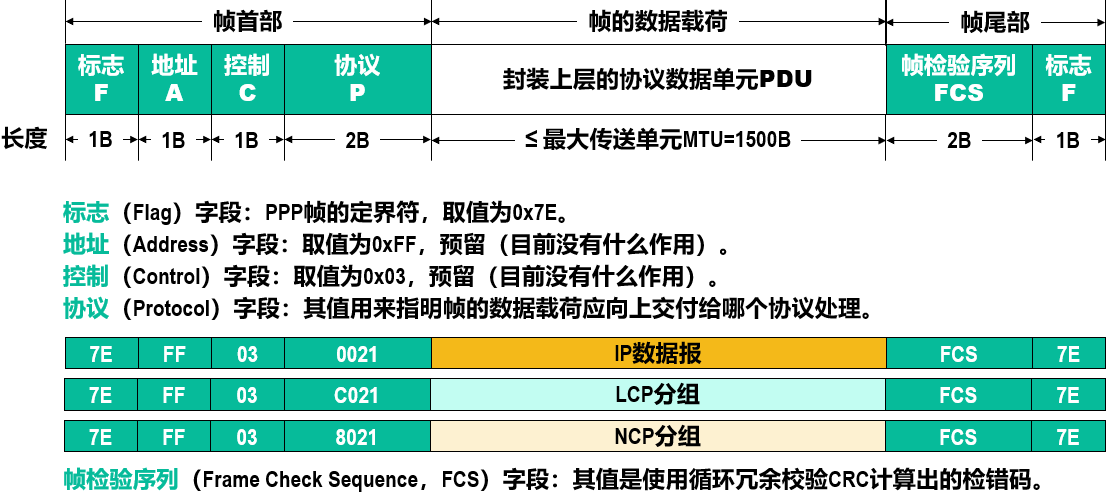 帧首部 帧的数据载荷 帧尾部
标志 地址 控制 协议 封装上层的协议数据单元PDU 帧检验序列 标志
F A C P FCS F
长度 1B 1B 1B 2B ≤最大传送单元MTU=1500B 2B 1B
标志（Flag）字段：PPP帧的定界符，取值为0x7E。
地址（Address）字段：取值为0xFF，预留（目前没有什么作用）。
控制（Control）字段：取值为0x03，预留（目前没有什么作用）。
协议（Protocol）字段：其值用来指明帧的数据载荷应向上交付给哪个协议处理。
7E FF 03 0021 IP数据报 FCS 7E
7E FF 03 C021 LCP分组 FCS 7E
7E FF 03 8021 NCP分组 FCS 7E
帧检验序列（Frame Check Sequence，FCS）字段：其值是使用循环冗余校验CRC计算出的检错码。